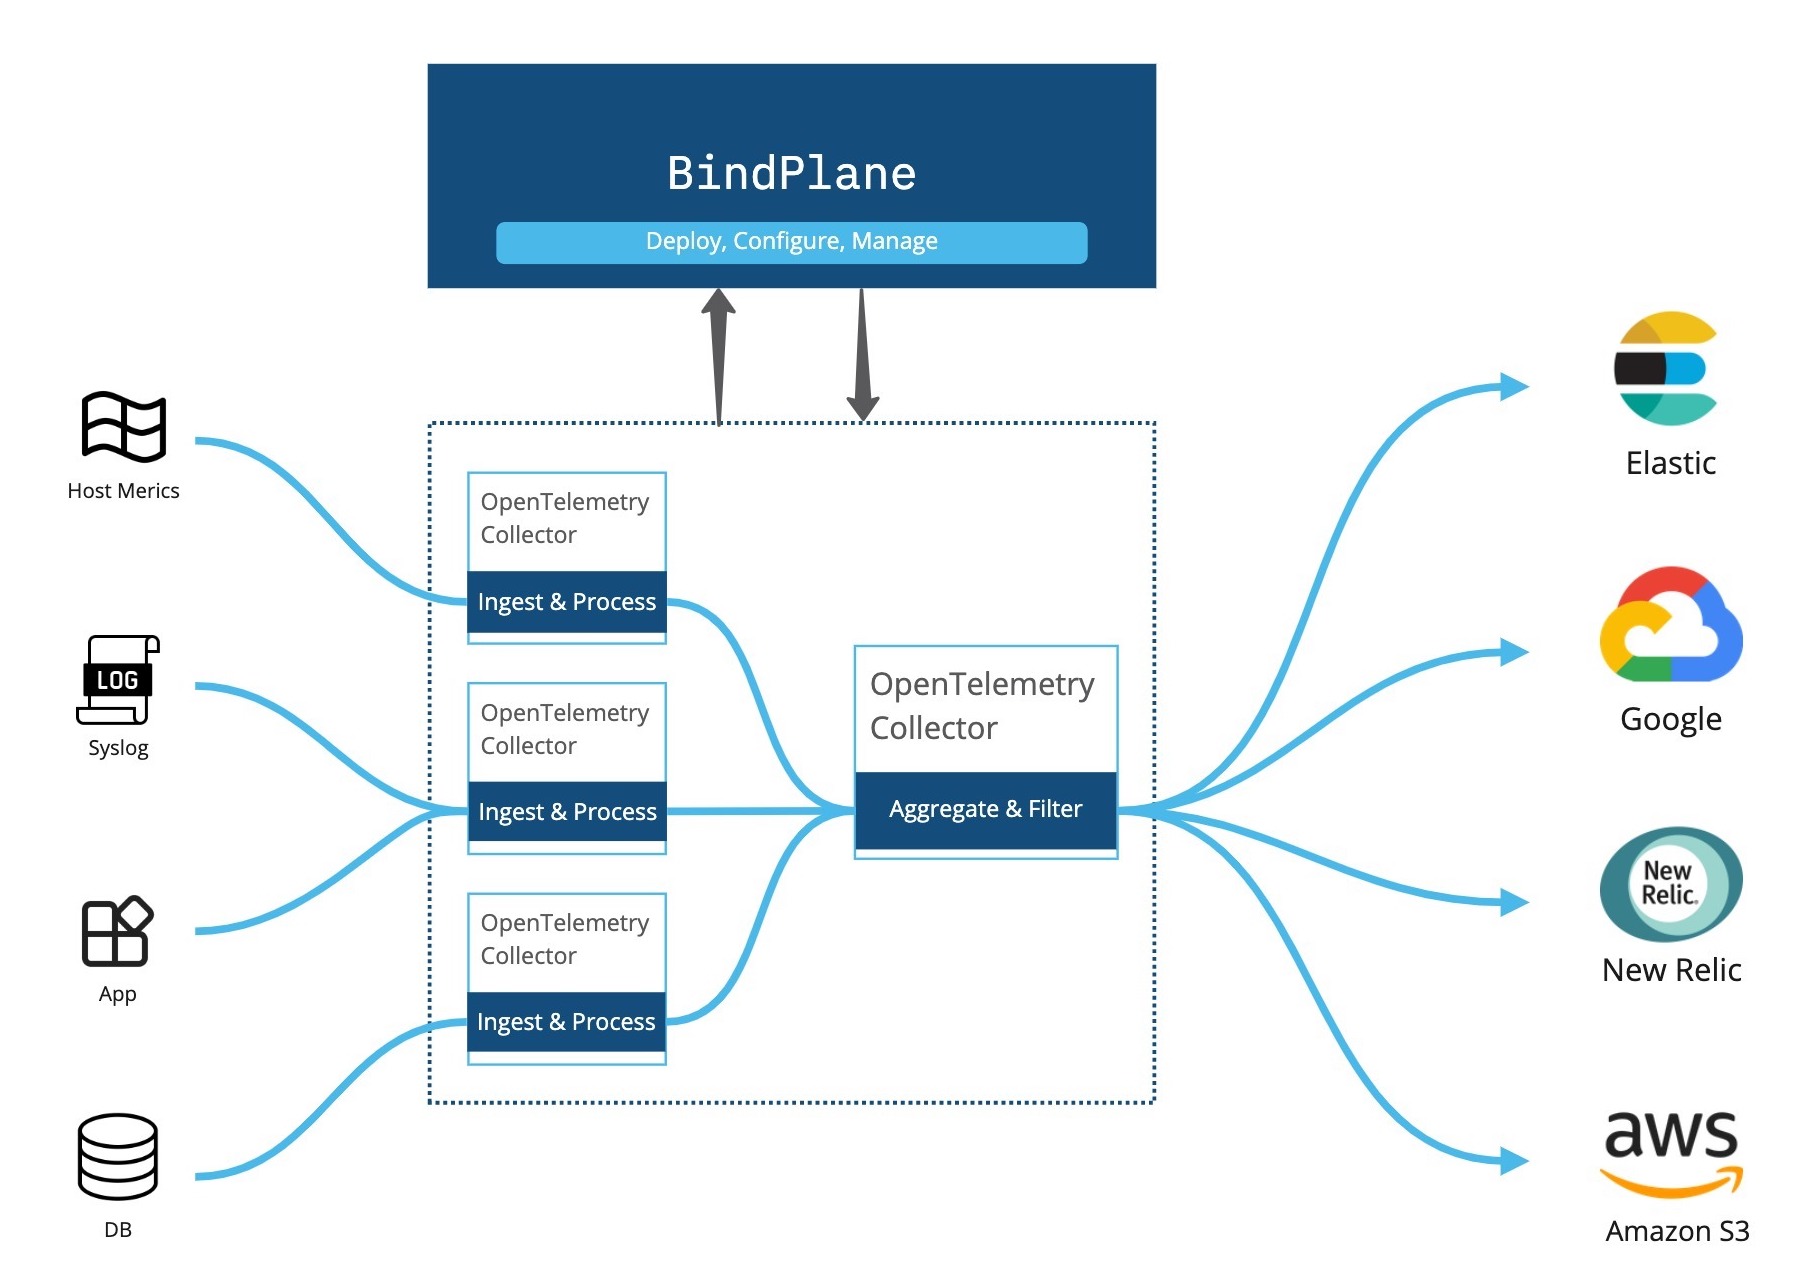 BindPlane
Deploy, Configure, Manage
Host Merics
LOG
Syslog
App
DB
OpenTelemetry
Collector
Ingest & Process
OpenTelemetry
Collector
Ingest & Process
OpenTelemetry
Collector
Ingest & Process
OpenTelemetry
Collector
Aggregate & Filter
Elastic
Google
New
Relic.
New Relic
aws
Amazon S3